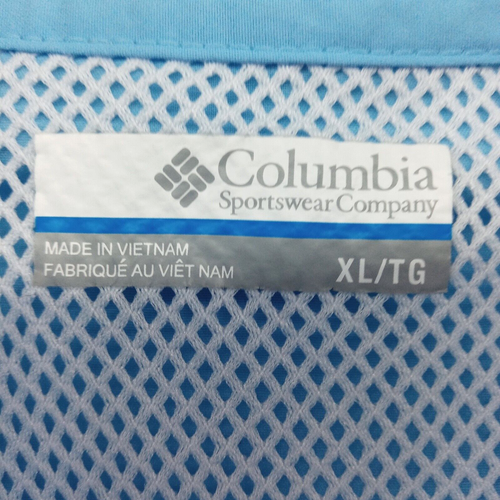 Columbia
Sportswear Company
MADE IN VIETNAM
FABRIQUÉ AU VIÊT NAM
XL/TG